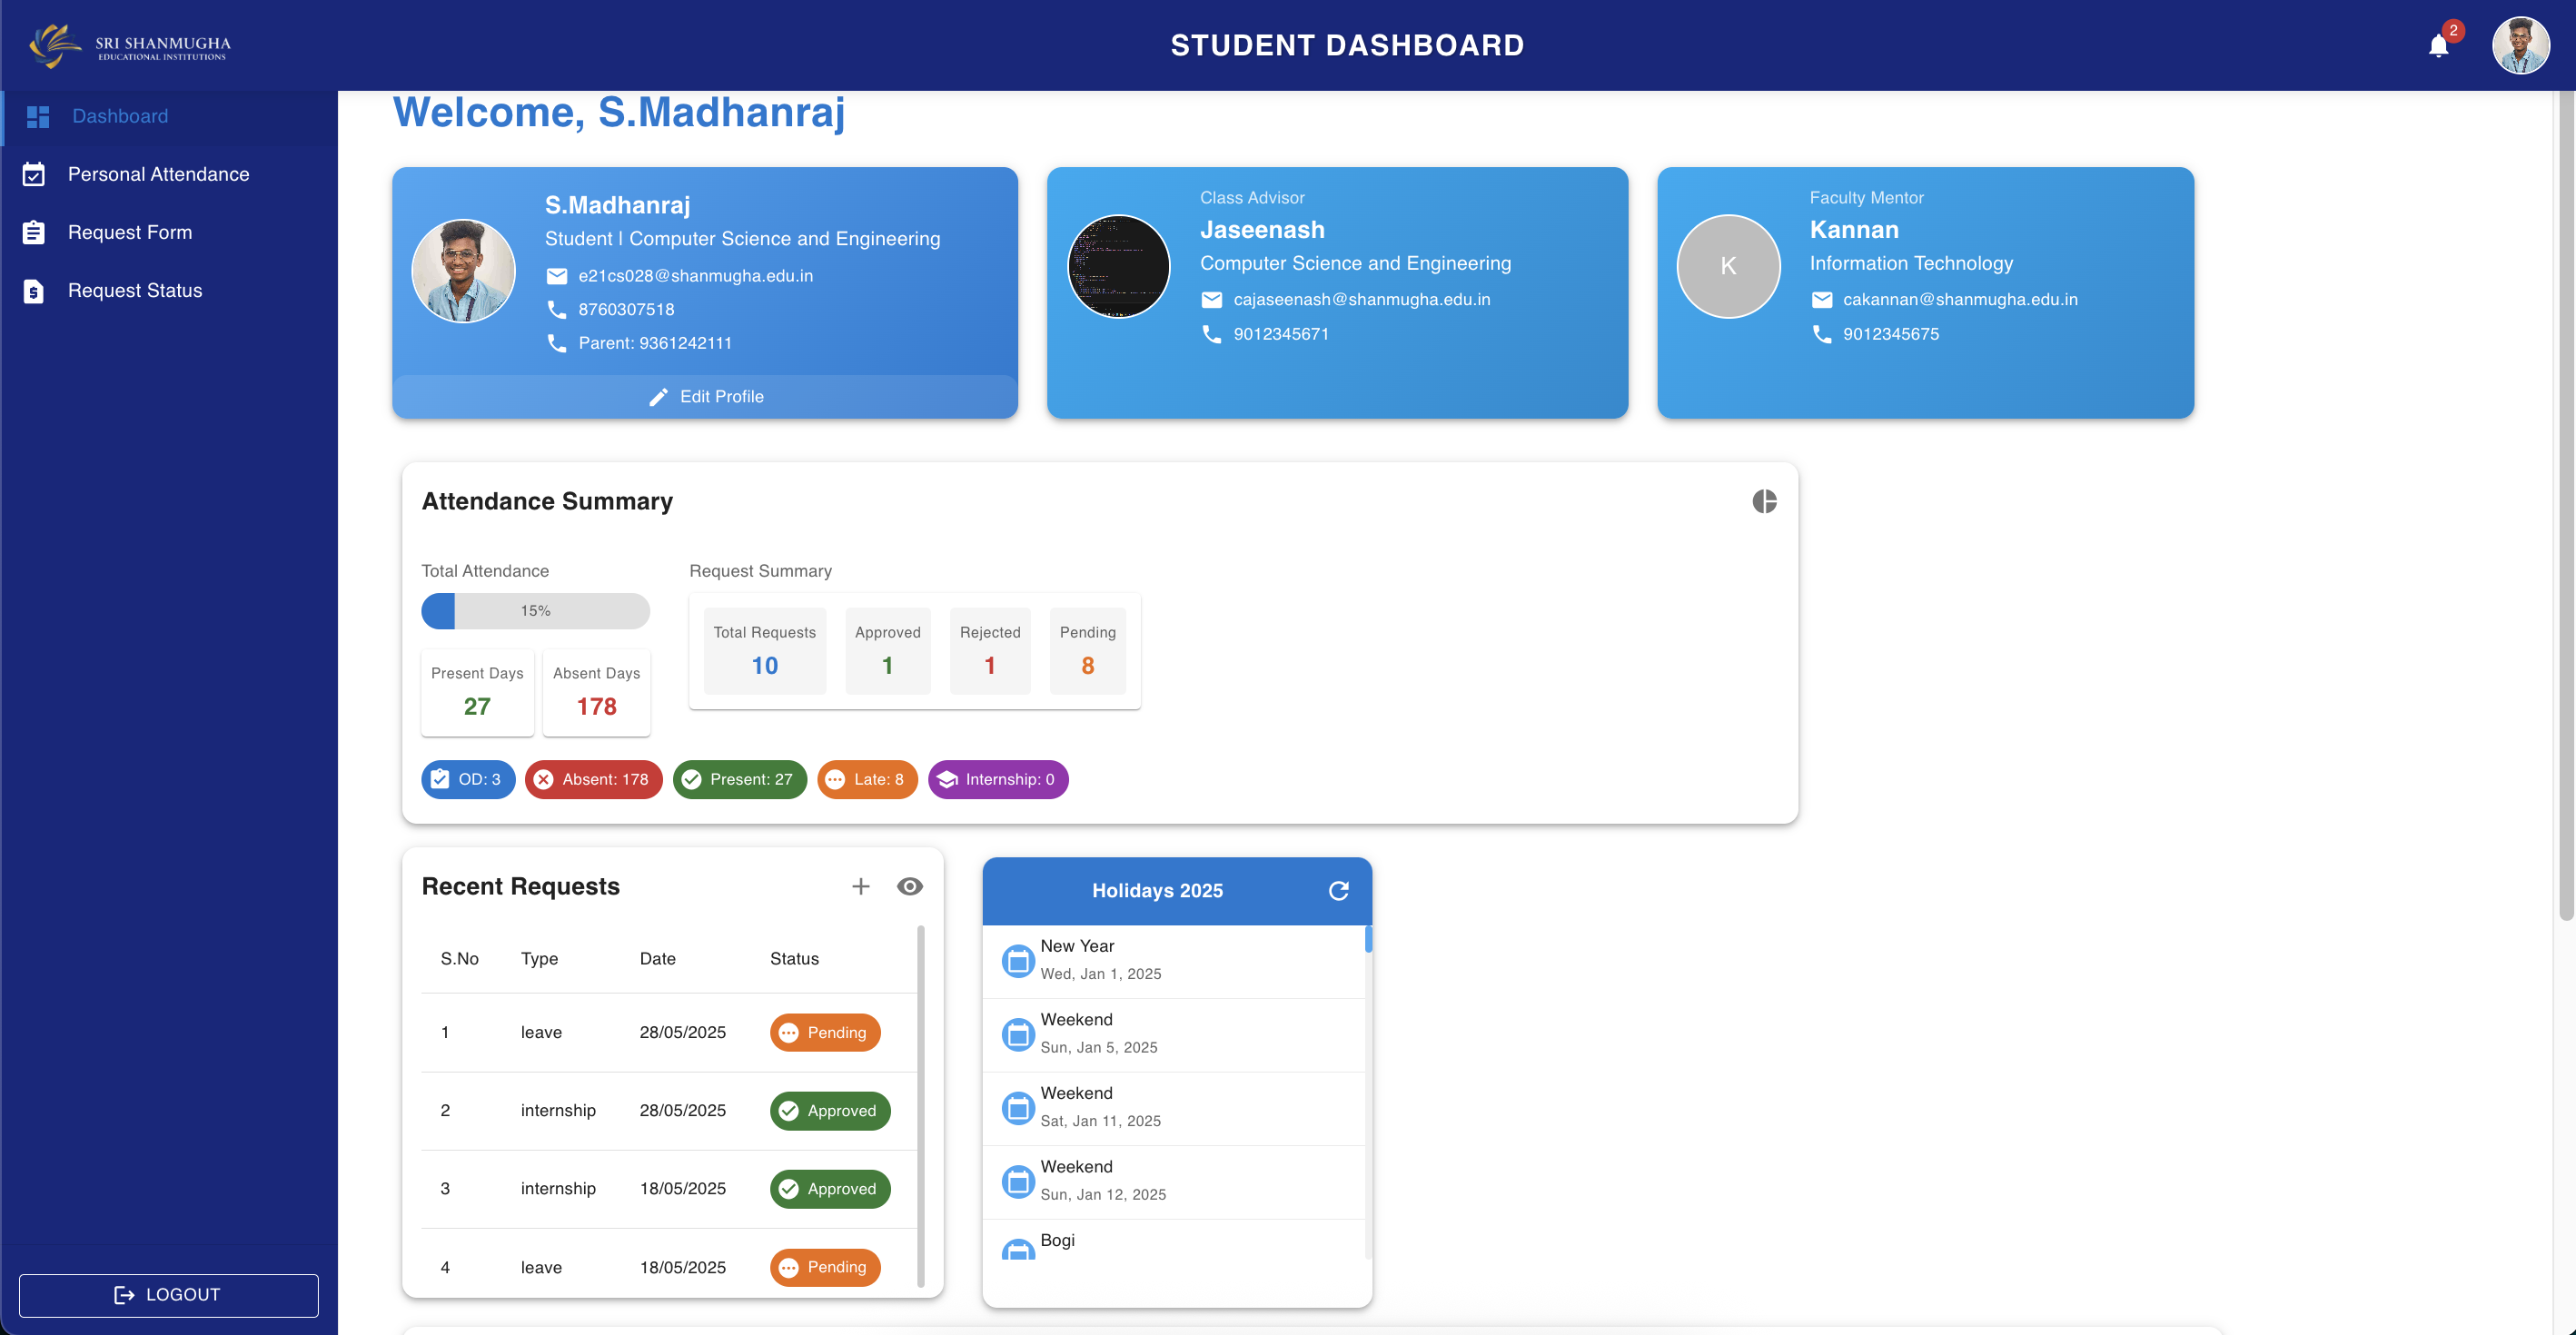 SRI SHANMUGHA
EDUCATIONAL INSTITUTIONS
STUDENT DASHBOARD
2
Dashboard
Personal Attendance
Request Form
Request Status
LOGOUT
Welcome, S.Madhanraj
S.Madhanraj
Student | Computer Science and Engineering
e21cs028@shanmugha.edu.in
8760307518
Parent: 9361242111
Edit Profile
Class Advisor
Jaseenash
Computer Science and Engineering
cajaseenash@shanmugha.edu.in
9012345671
K
Faculty Mentor
Kannan
Information Technology
cakannan@shanmugha.edu.in
9012345675
Attendance Summary
Total Attendance
15%
Present Days
27
Absent Days
178
Request Summary
Total Requests
10
Approved
1
Rejected
1
Pending
8
OD: 3
Absent: 178
Present: 27
Late: 8
Internship: 0
Recent Requests
S.No Type Date Status
1 leave 28/05/2025 Pending
2 internship 28/05/2025 Approved
3 internship 18/05/2025 Approved
4 leave 18/05/2025 Pending
Holidays 2025
New Year
Wed, Jan 1, 2025
Weekend
Sun, Jan 5, 2025
Weekend
Sat, Jan 11, 2025
Weekend
Sun, Jan 12, 2025
Bogi